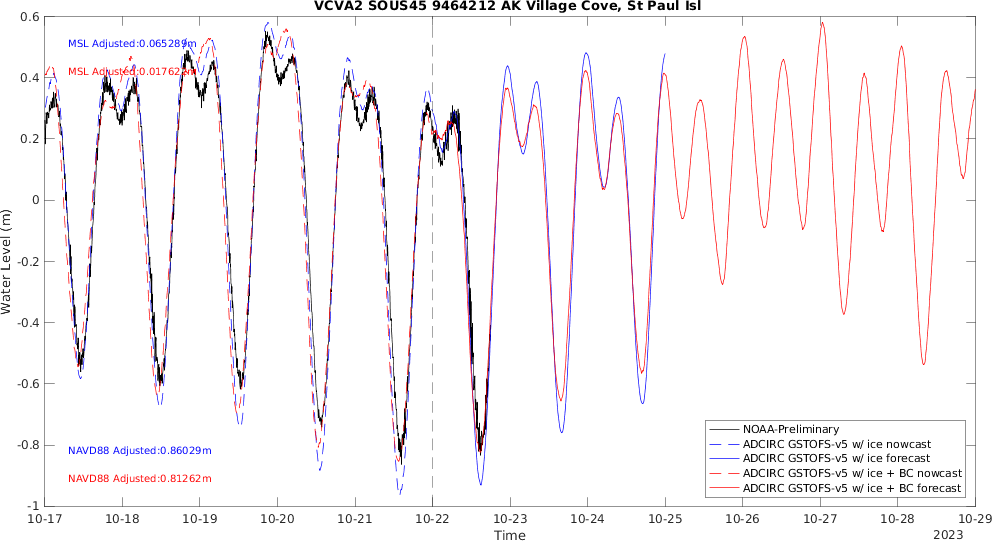 VCVA2 SOUS45 9464212 AK Village Cove, St Paul Isl
MSL Adjusted:0.065289m
MSL Adjusted:0.01762 m
NAVD88 Adjusted:0.86029m
NAVD88 Adjusted:0.81262m
Water Level (m)
0.6
0.4
0.2
0
-0.2
-0.4
-0.6
-0.8
-1
NOAA-Preliminary
ADCIRC GSTOFS-v5 w/ ice nowcast
ADCIRC GSTOFS-v5 w/ ice forecast
ADCIRC GSTOFS-v5 w/ ice + BC nowcast
ADCIRC GSTOFS-v5 w/ ice + BC forecast
10-17 10-18 10-19 10-20 10-21 10-22 10-23 10-24 10-25 10-26 10-27 10-28 10-29
Time
2023